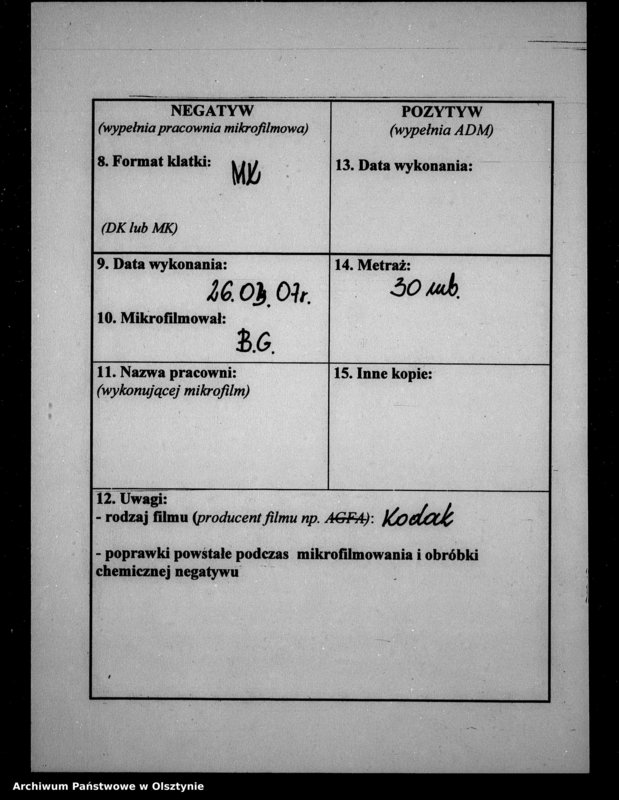 NEGATYW
(wypełnia pracownia mikrofilmowa)
8. Format klatki: MK
(DK lub MK)
POZYTYW
(wypełnia ADM)
13. Data wykonania:
9. Data wykonania:
26.03.07r.
10. Mikrofilmował:
B.G.
14. Metraż:
30 mb.
11. Nazwa pracowni:
(wykonującej mikrofilm)
15. Inne kopie:
12. Uwagi:
- rodzaj filmu (producent filmu np. AGFA): Kodak
- poprawki powstałe podczas mikrofilmowania i obróbki
chemicznej negatywu
Archiwum Państwowe w Olsztynie